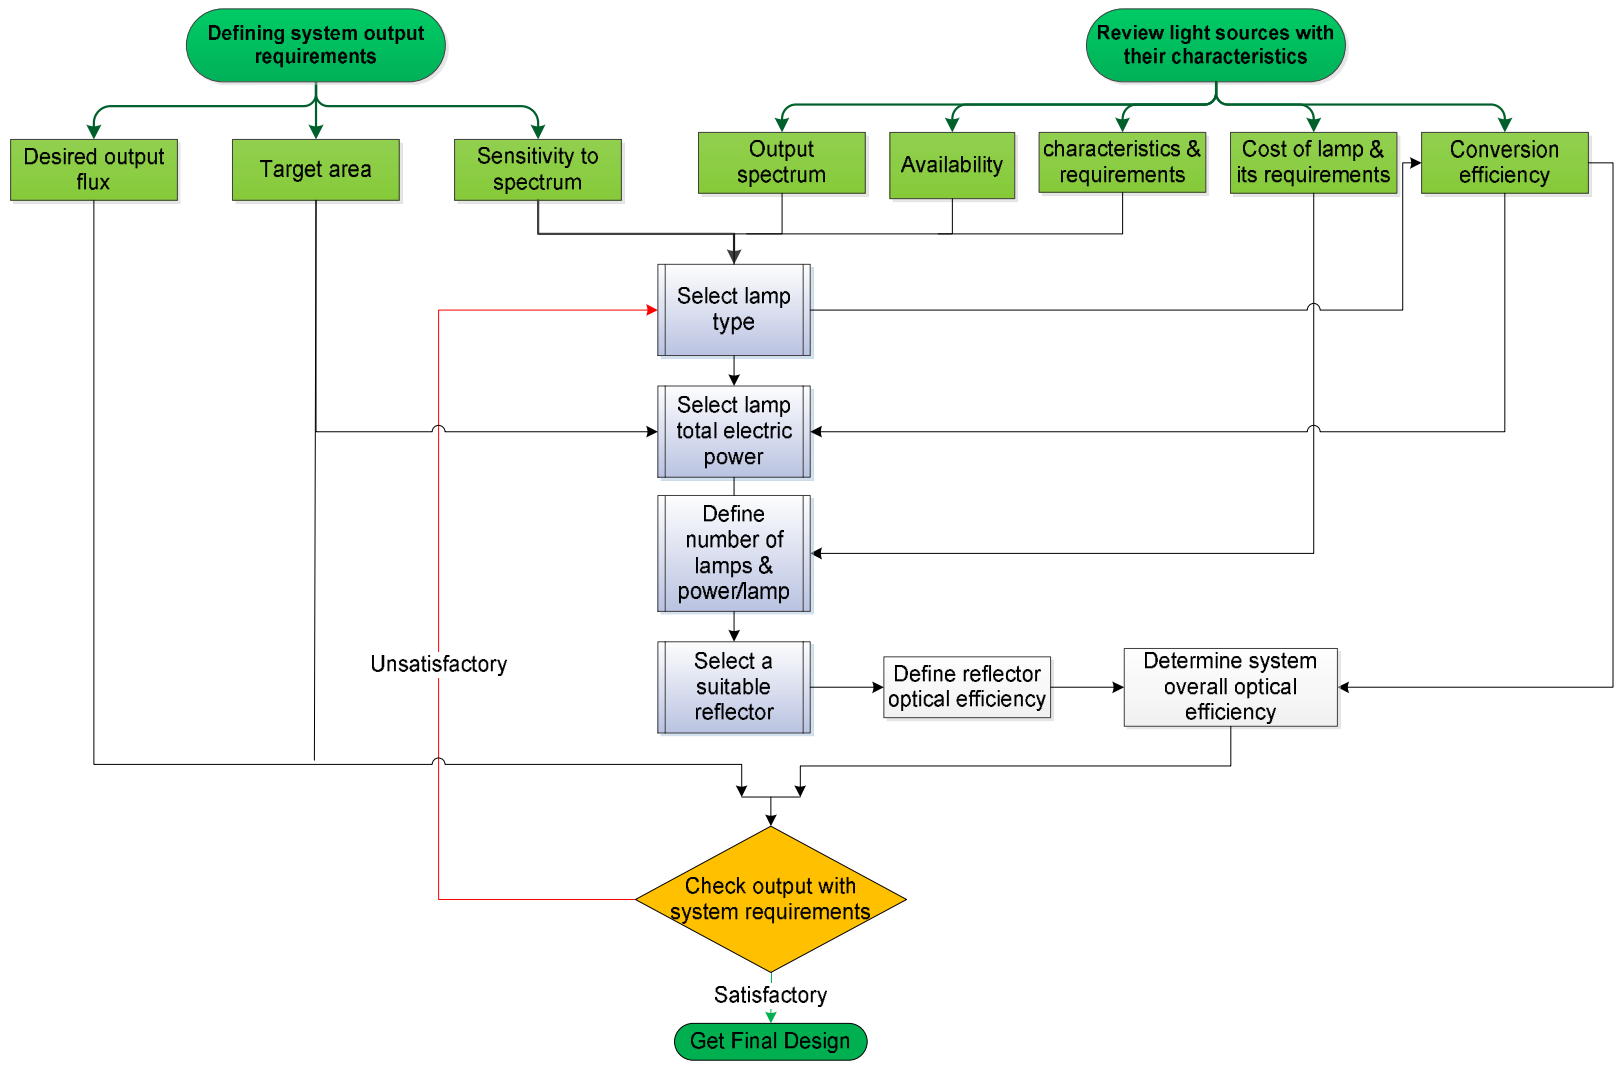 Defining system output
requirements
Review light sources with
their characteristics
Desired output
flux
Target area
Sensitivity to
spectrum
Output
spectrum
Availability
characteristics &
requirements
Cost of lamp &
its requirements
Conversion
efficiency
Select lamp
type
Select lamp
total electric
power
Define
number of
lamps &
power/lamp
Unsatisfactory
Select a
suitable
reflector
Define reflector
optical efficiency
Determine system
overall optical
efficiency
Check output with
system requirements
Satisfactory
Get Final Design